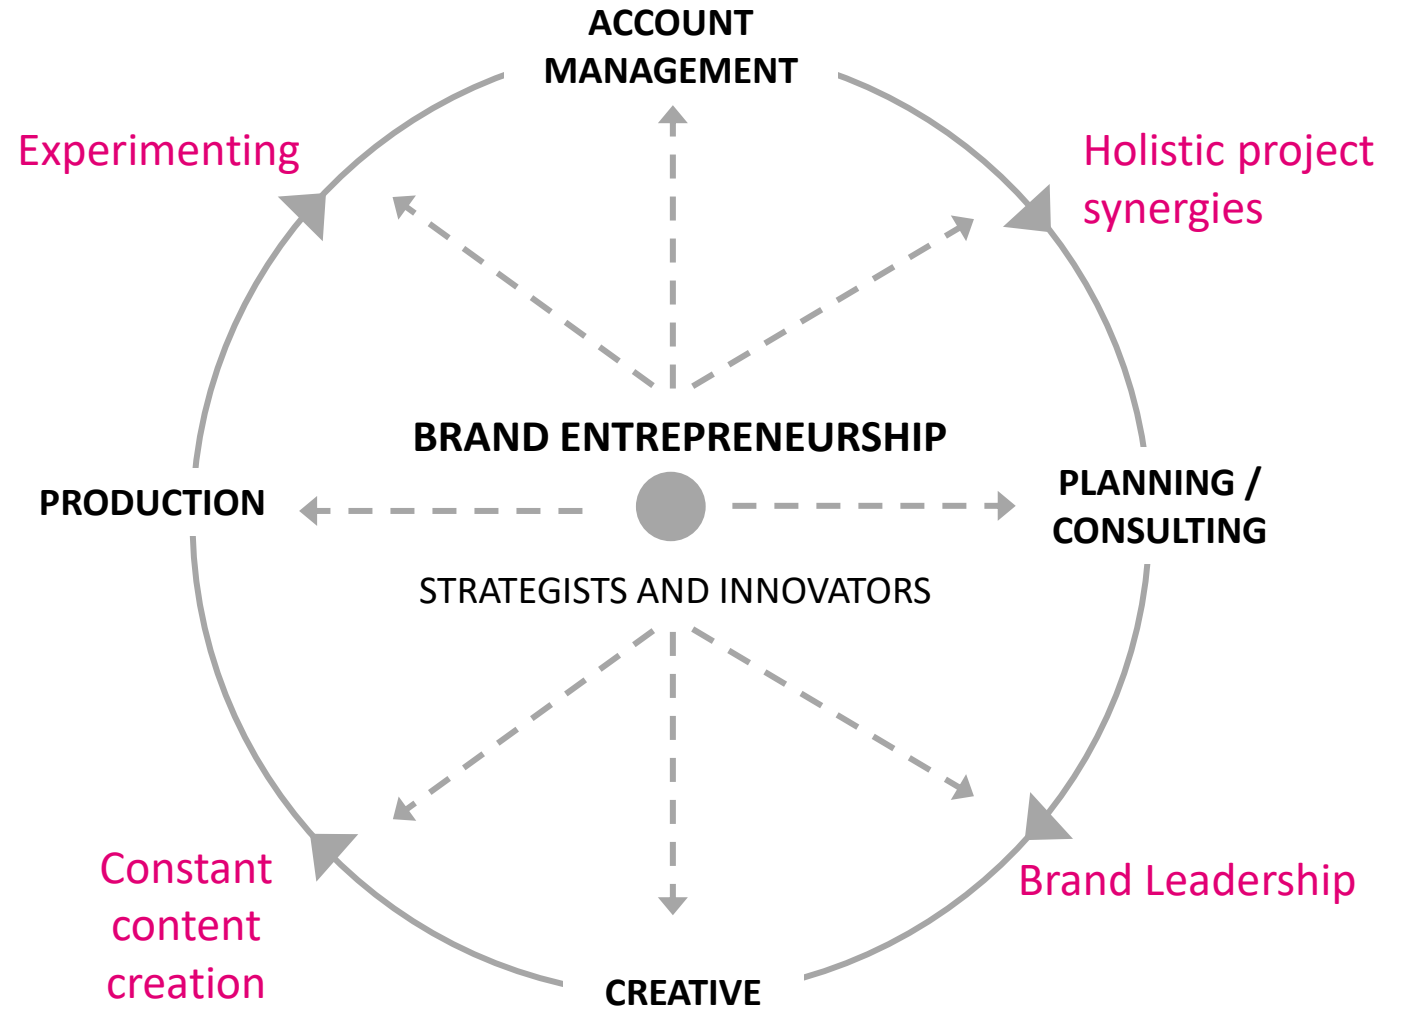 ACCOUNT
MANAGEMENT
Experimenting
Holistic project
synergies
BRAND ENTREPRENEURSHIP
PRODUCTION
PLANNING /
CONSULTING
STRATEGISTS AND INNOVATORS
Constant
content
creation
Brand Leadership
CREATIVE